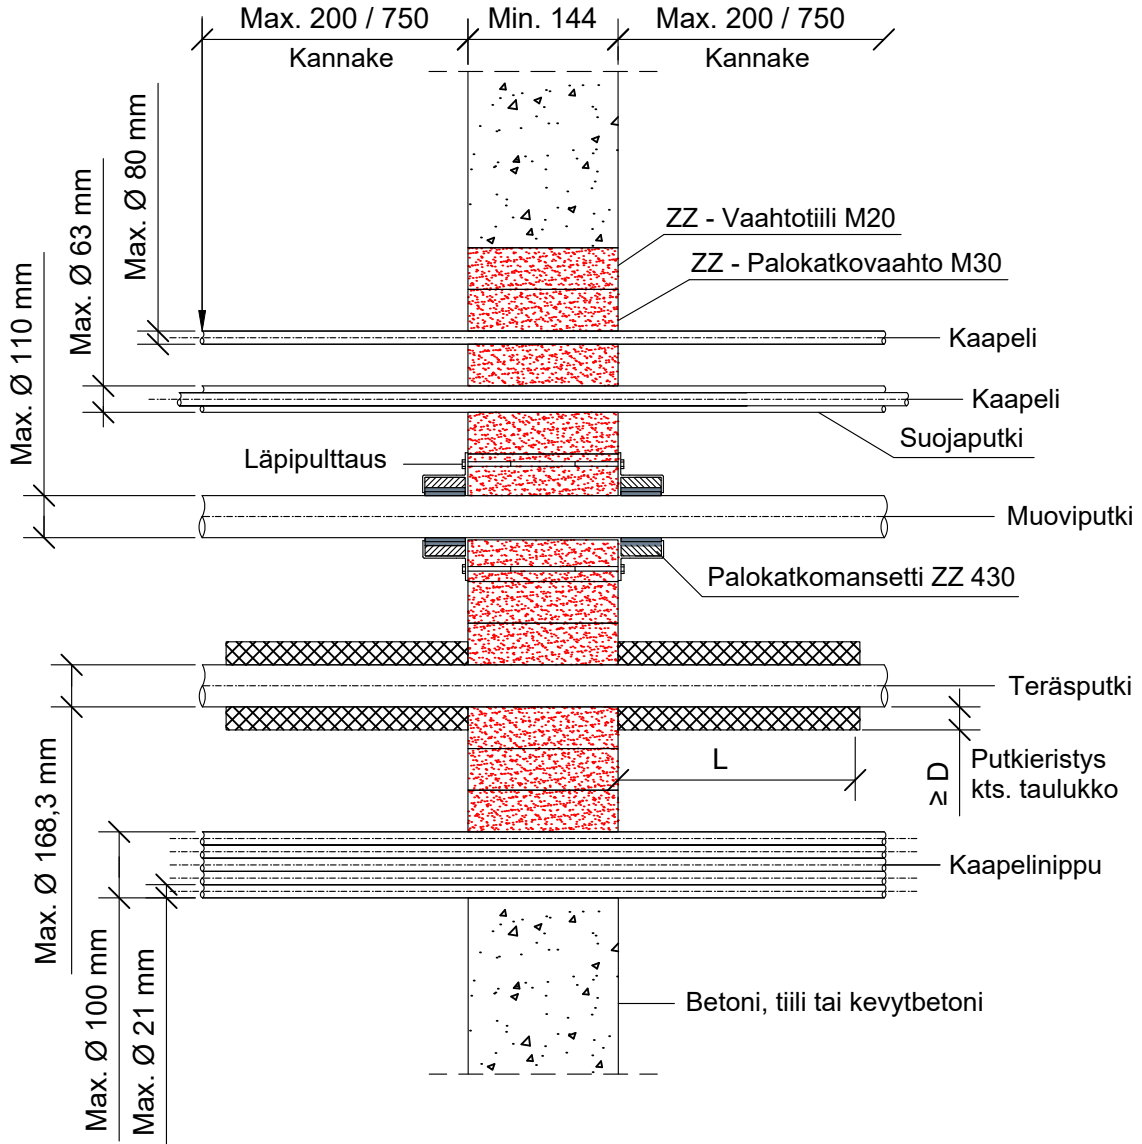 Max. 200 / 750
Min. 144
Max. 200 / 750
Kannake
Kannake
Max. Ø 80 mm
Max. Ø 63 mm
Max. Ø 110 mm
ZZ - Vaahtotiili M20
ZZ - Palokatkovaahto M30
Kaapeli
Kaapeli
Suojaputki
Läpipulttaus
Muoviputki
Palokatkomansetti ZZ 430
Teräsputki
L
≥ D
Putkieristys
kts. taulukko
Max. Ø 168,3 mm
Kaapelinippu
Max. Ø 100 mm
Max. Ø 21 mm
Betoni, tiili tai kevytbetoni